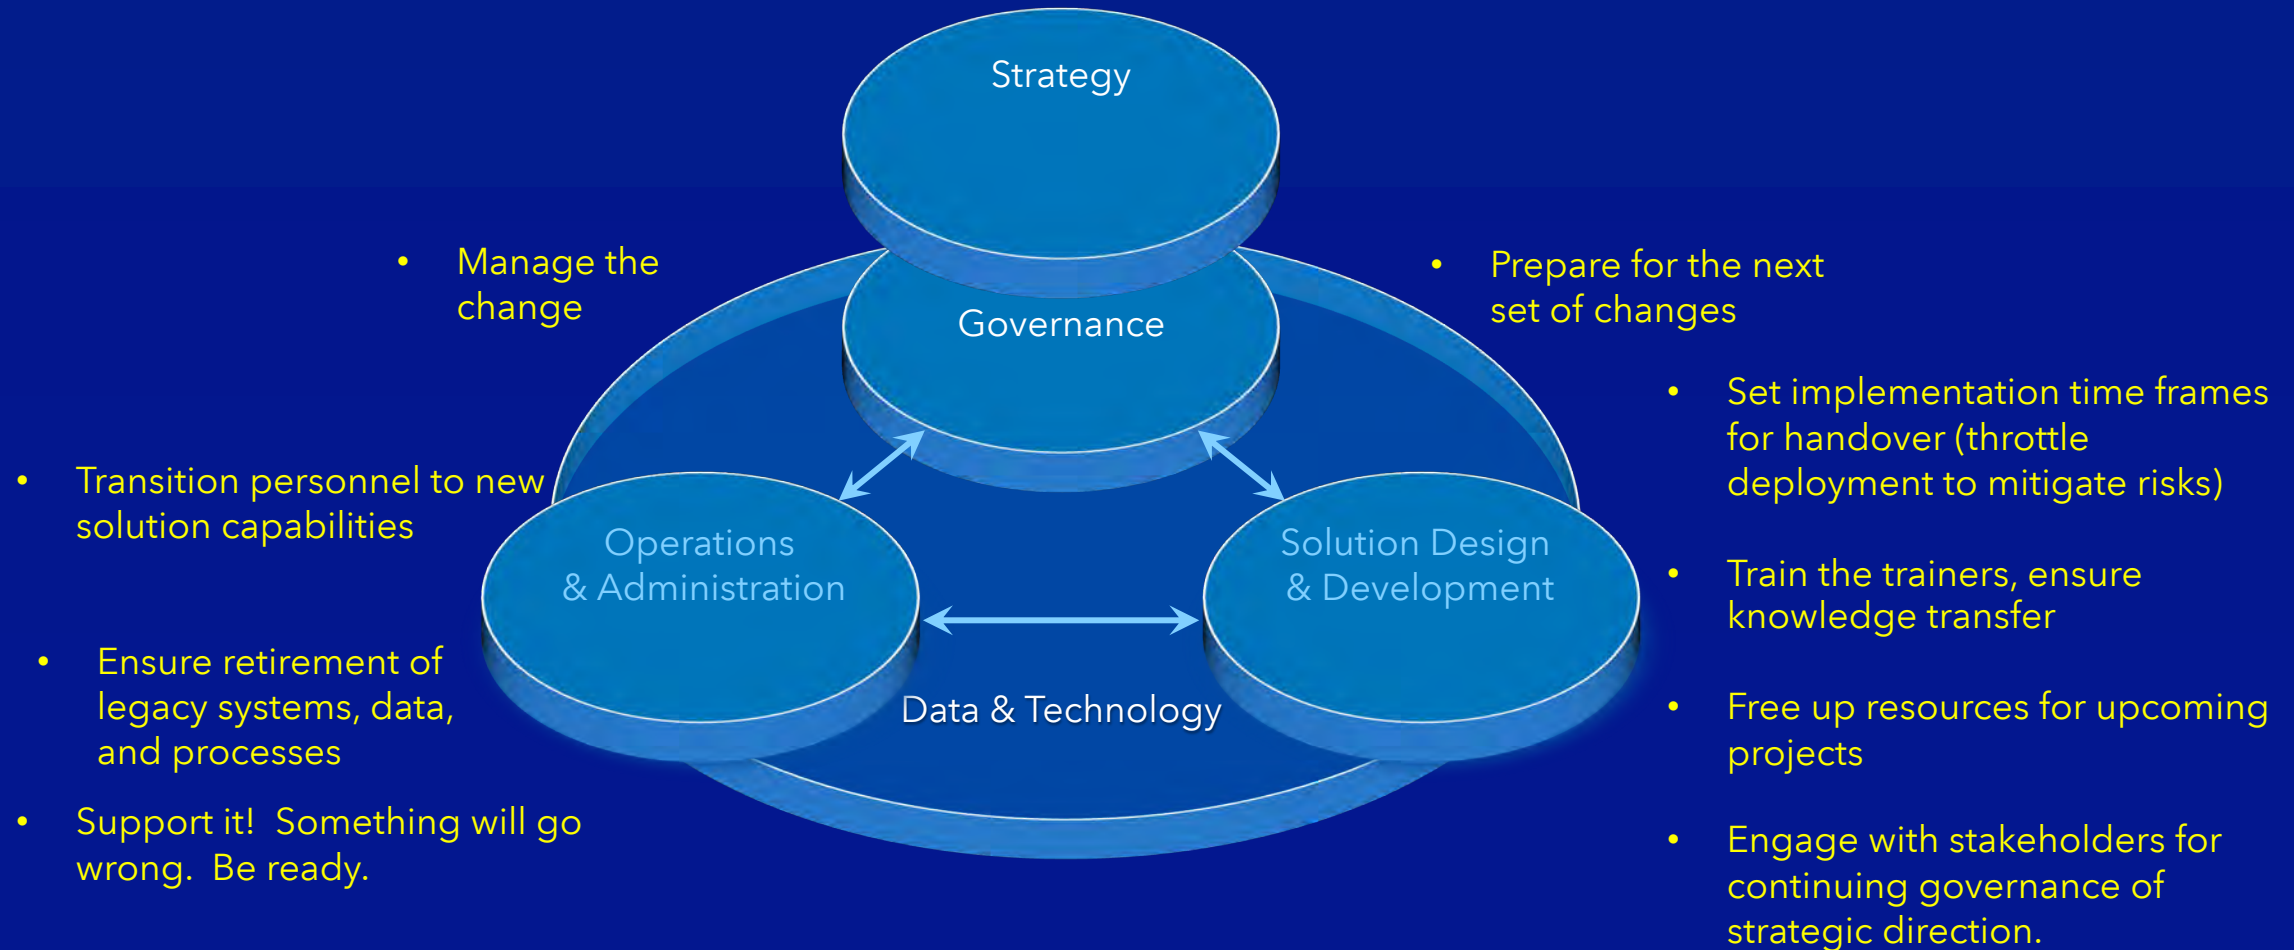 Strategy
• Manage the
change
Governance
• Prepare for the next
set of changes
• Transition personnel to new
solution capabilities
Operations
& Administration
• Ensure retirement of
legacy systems, data,
and processes
• Support it!  Something will go
wrong.  Be ready.
Solution Design
& Development
Data & Technology
• Set implementation time frames
for handover (throttle
deployment to mitigate risks)
• Train the trainers, ensure
knowledge transfer
• Free up resources for upcoming
projects
• Engage with stakeholders for
continuing governance of
strategic direction.